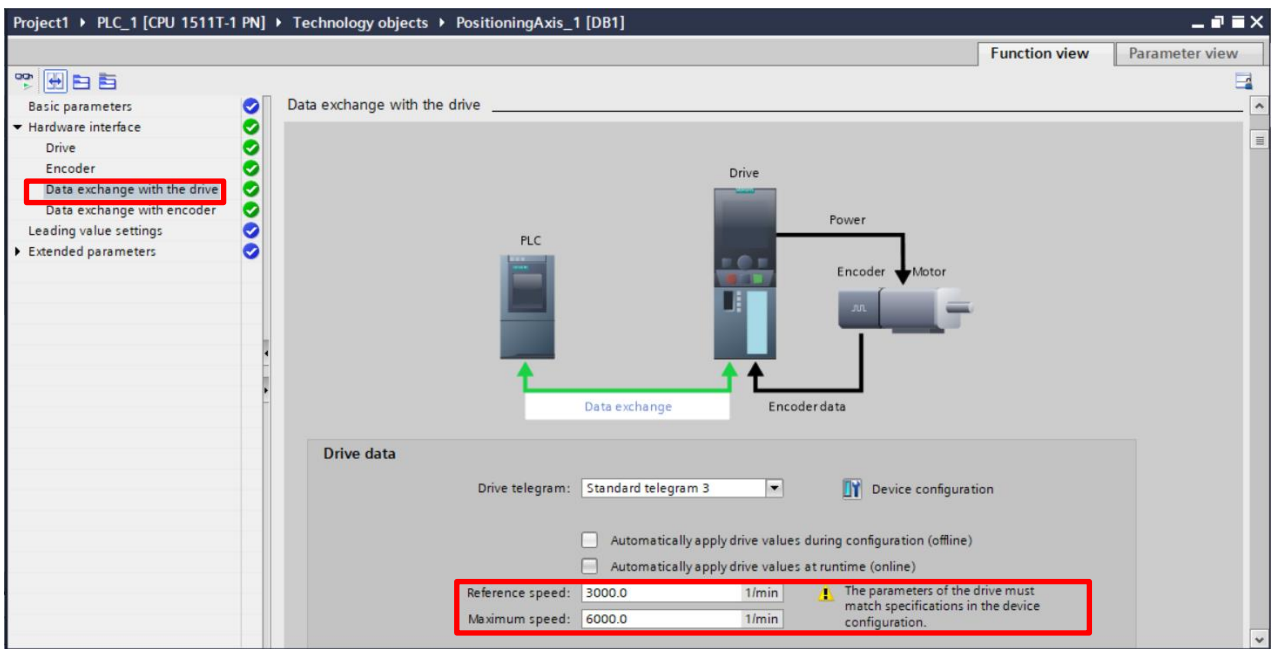 Project1 ▸ PLC_1 [CPU 1511T-1 PN] ▸ Technology objects ▸ PositioningAxis_1 [DB1]
Function view
Parameter view
Basic parameters
Hardware interface
Drive
Encoder
Data exchange with the drive
Data exchange with encoder
Leading value settings
Extended parameters
Data exchange with the drive
Drive
Power
PLC
Encoder
Motor
Data exchange
Encoder data
Drive data
Drive telegram: Standard telegram 3
Device configuration
Automatically apply drive values during configuration (offline)
Automatically apply drive values at runtime (online)
Reference speed: 3000.0 1/min
Maximum speed: 6000.0 1/min
The parameters of the drive must
match specifications in the device
configuration.